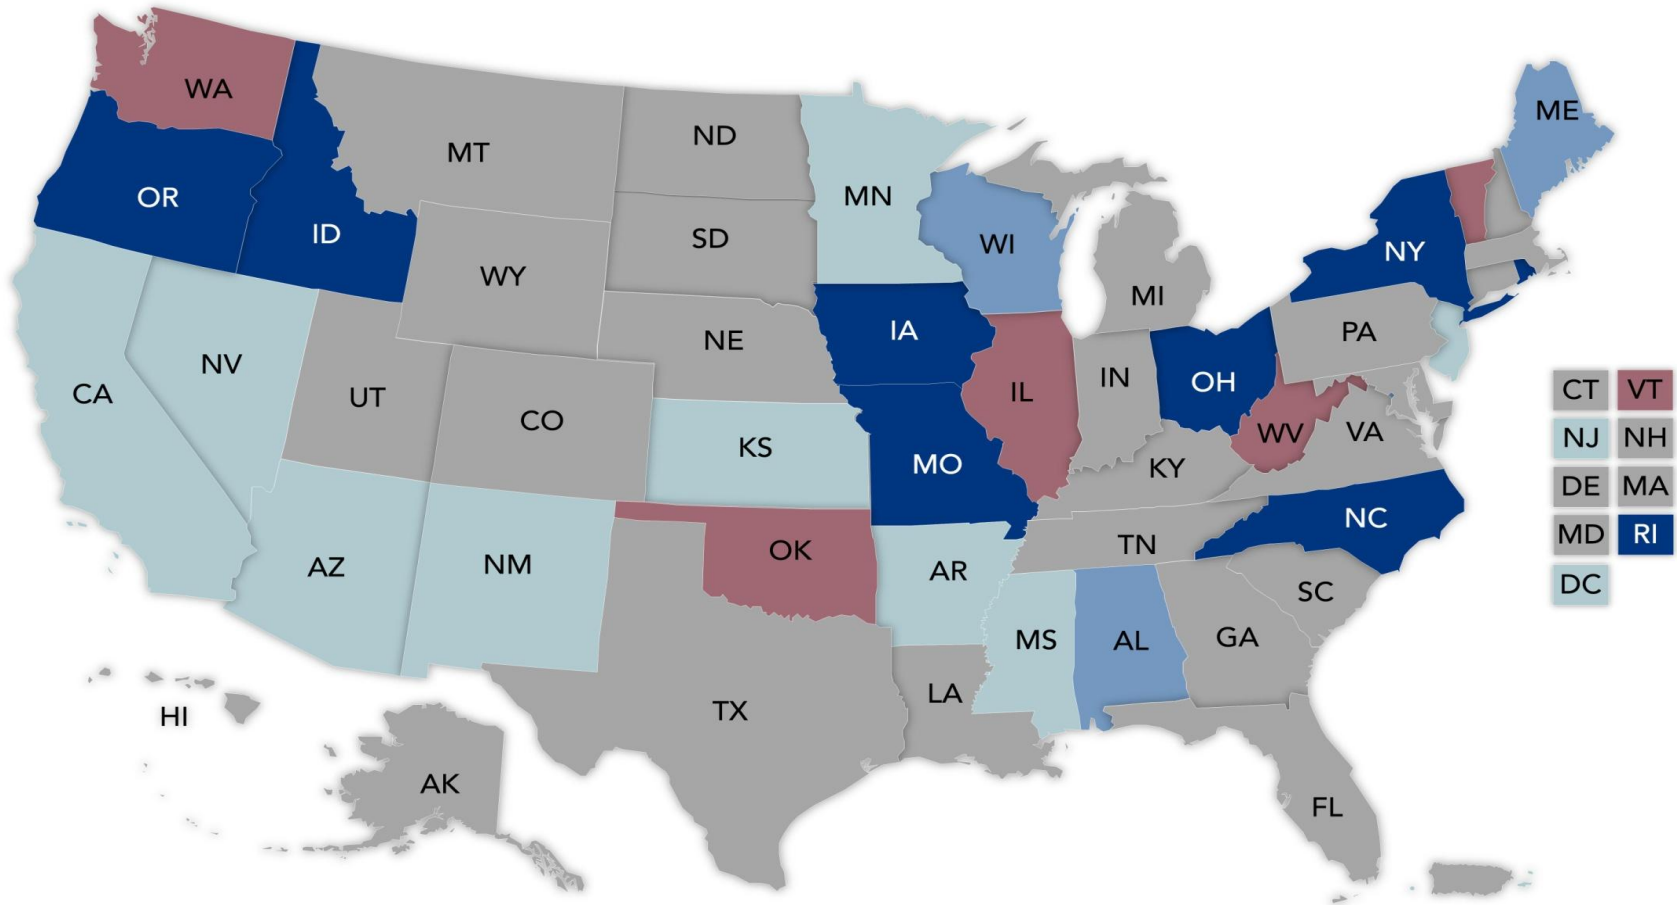 WA
MT
ND
MN
ME
OR
ID
SD
WI
NY
WY
MI
IA
NE
PA
NV
UT
CO
CA
IL
IN
OH
KS
MO
WV
VA
KY
CT VT
NJ NH
DE MA
MD RI
DC
AZ
NM
OK
AR
TN
NC
SC
MS
AL
GA
LA
TX
HI
AK
FL